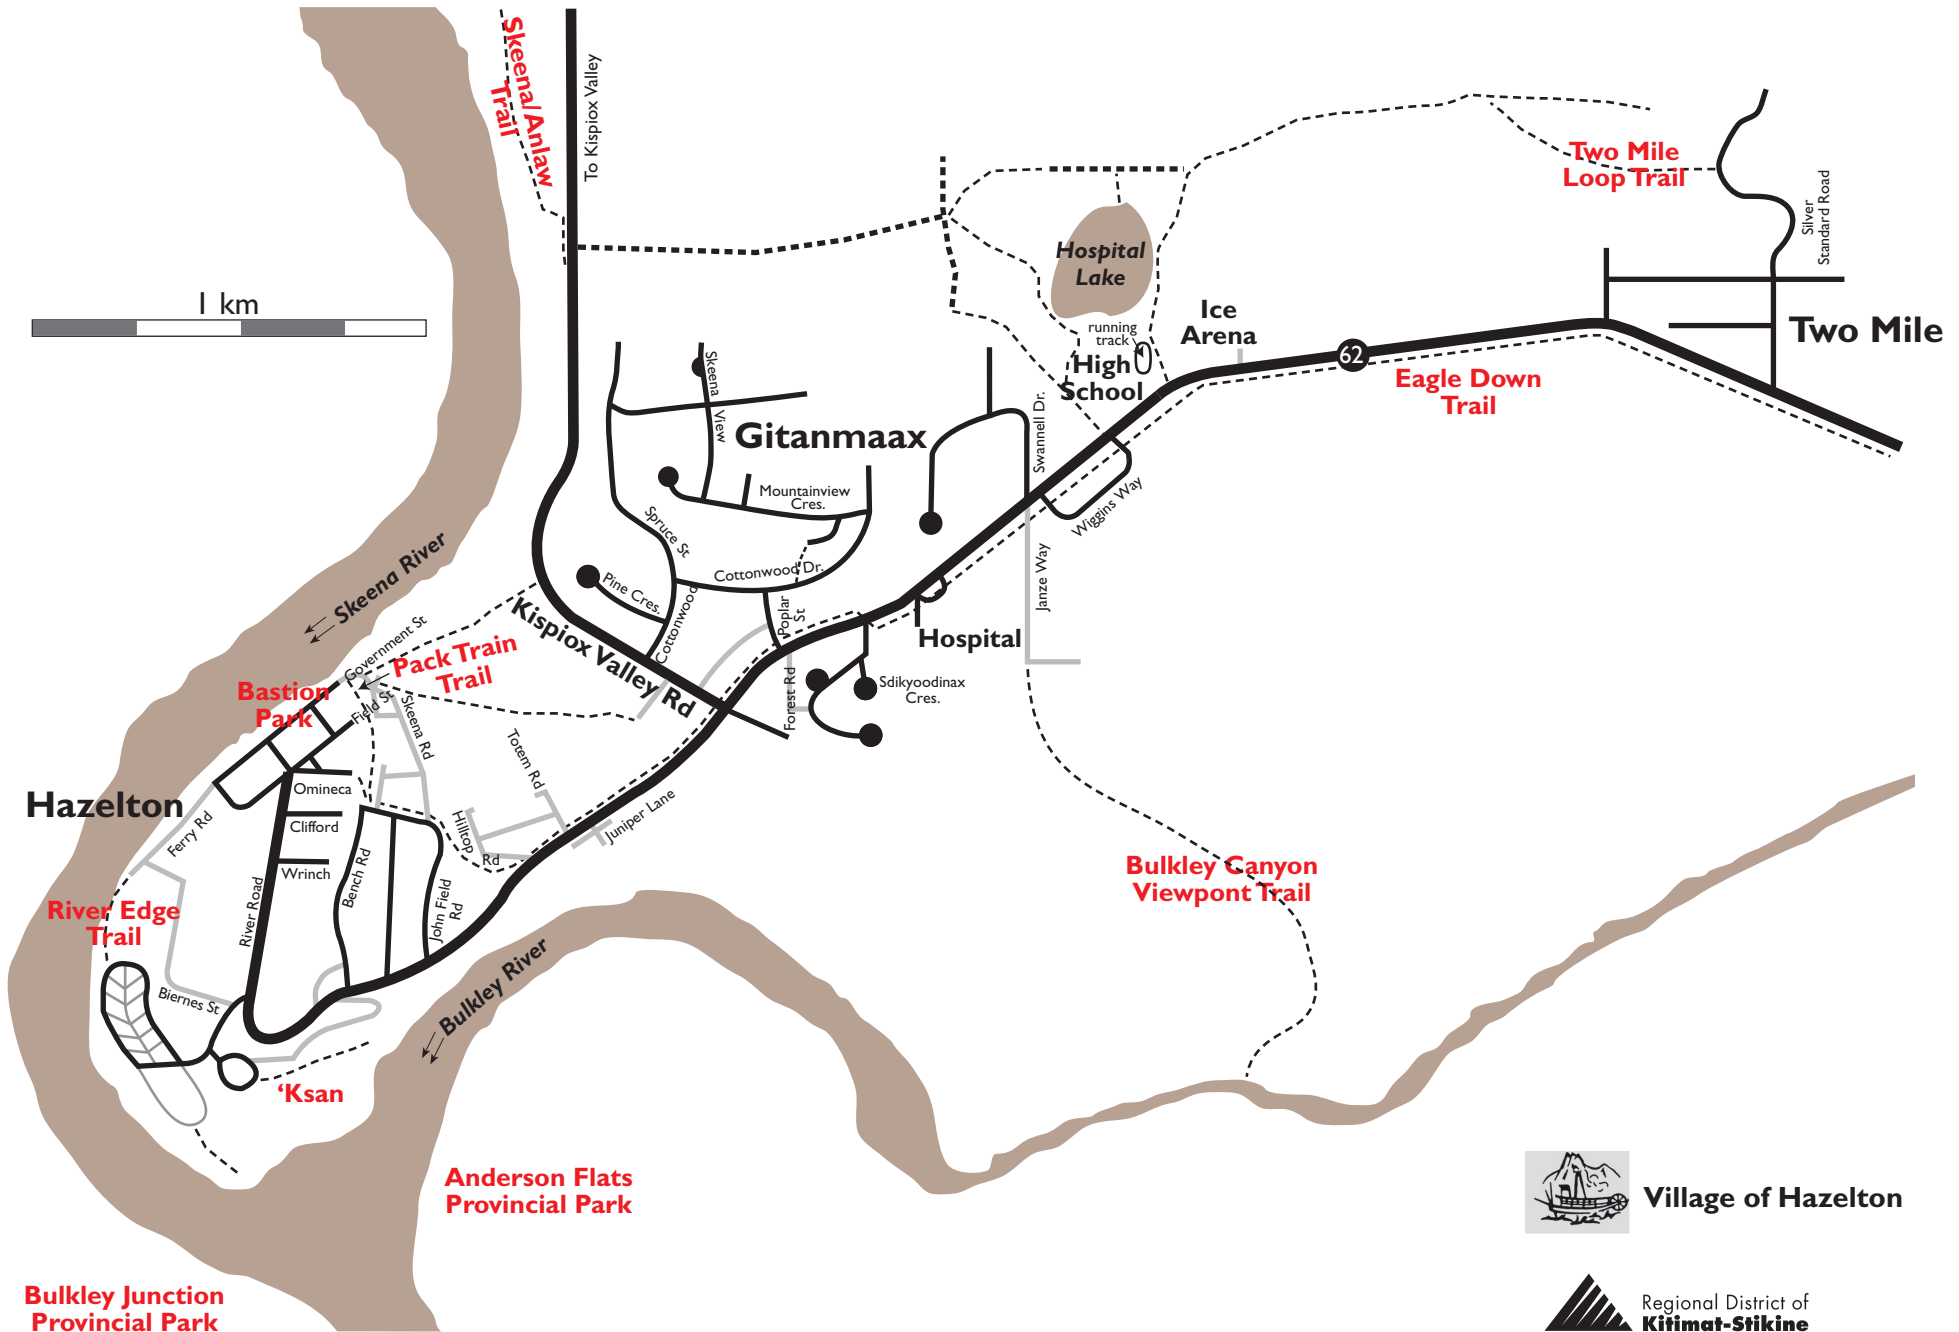 Skeena/Anlaw
Trail
To Kispiox Valley
1 km
Two Mile
Loop Trail
Silver
Standard Road
Hospital
Lake
running
track
Ice
Arena
High
School
62
Two Mile
Eagle Down
Trail
Skeena View
Gitanmaax
Swannell Dr.
Mountainview
Cres.
Wiggins Way
Spruce St
Skeena River
Cottonwood Dr.
Pine Cres.
Cottonwood
Poplar
St
Janze Way
Kispiox Valley Rd
Hospital
Government St
Pack Train
Trail
Bastion
Park
Field St
Skeena Rd
Forest Rd
Sdikyoodinax
Cres.
Totem Rd
Hazelton
Omineca
Clifford
Wrinch
Ferry Rd
Hilltop
Rd
Juniper Lane
Bench Rd
River Road
John Field
Rd
River Edge
Trail
Biernes St
Bulkley River
Bulkley Canyon
Viewpont Trail
‘Ksan
Anderson Flats
Provincial Park
Village of Hazelton
Bulkley Junction
Provincial Park
Regional District of
Kitimat-Stikine